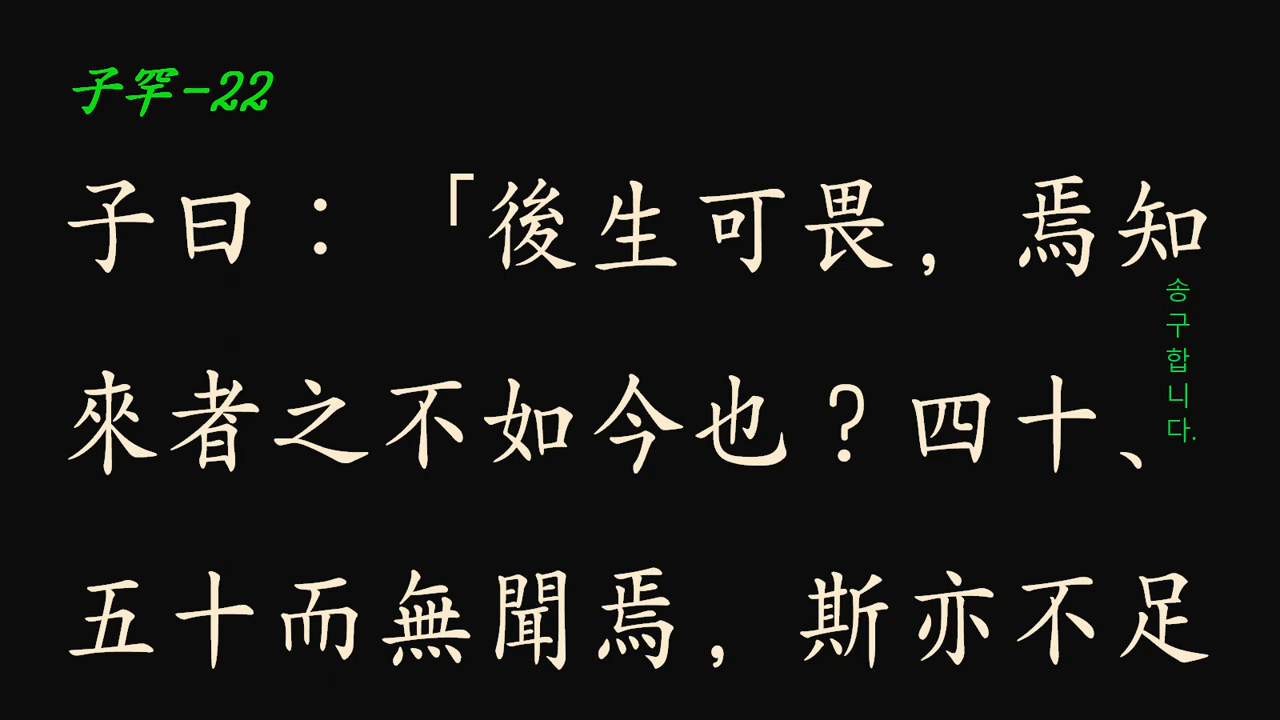 子罕-22
子曰：「後生可畏，焉知
來者之不如今也？四十、
五十而無聞焉，斯亦不足
송구합니다.